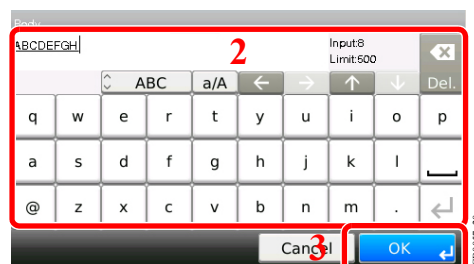 Body
ABCDEFGH
2
Input:8
Limit:500
ABC a/A ← → ↑ ↓ Del.
q w e r t y u i o p
a s d f g h j k l
@ z x c v b n m .
Cancel 3 OK